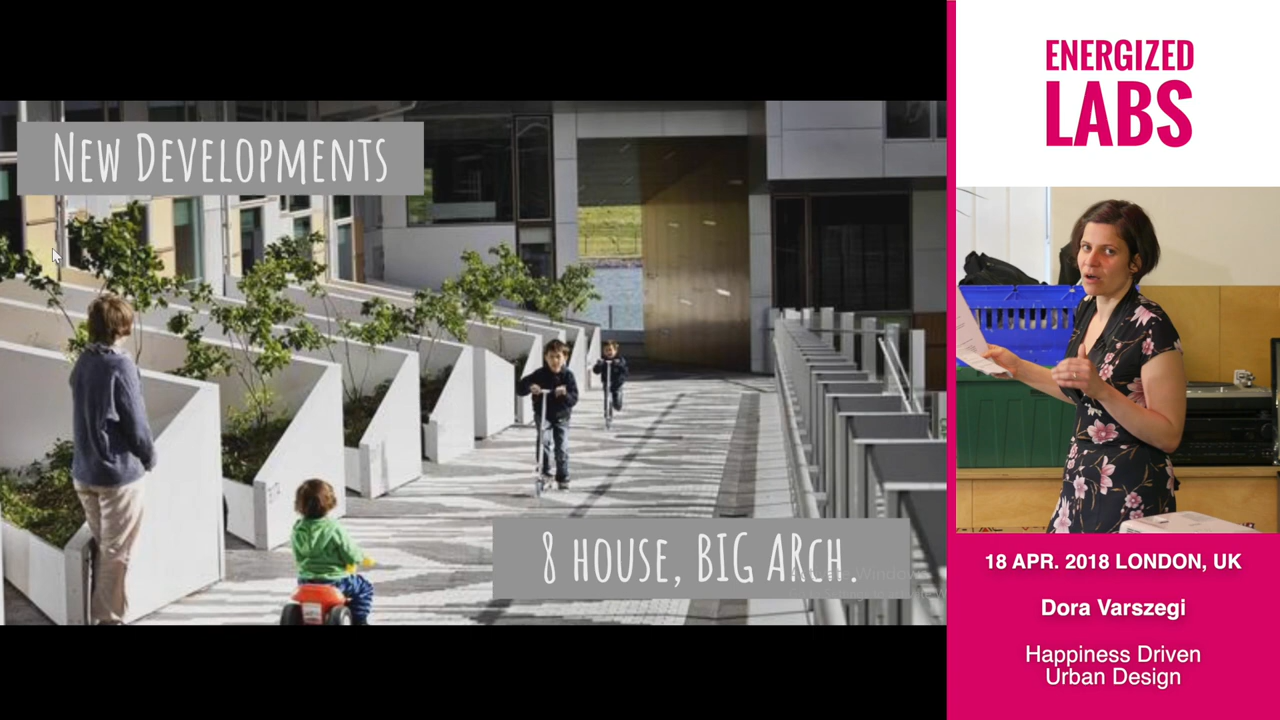 New Developments
8 house, BIG ARch.
ENERGIZED
LABS
18 APR. 2018 LONDON, UK
Dora Varszegi
Happiness Driven
Urban Design